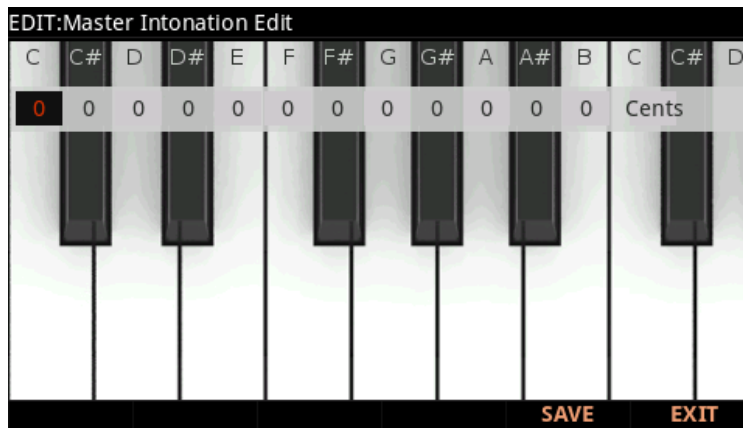 EDIT:Master Intonation Edit
C C# D D# E F F# G G# A A# B C C# D
0 0 0 0 0 0 0 0 0 0 0 0 Cents
SAVE EXIT